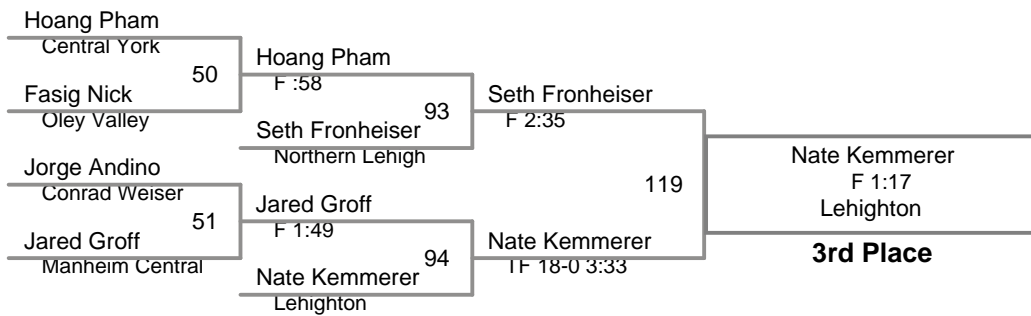 Hoang Pham
Central York
50
Fasig Nick
Oley Valley
Jorge Andino
Conrad Weiser
51
Jared Groff
Manheim Central
Hoang Pham
F :58
93
Seth Fronheiser
Northern Lehigh
Jared Groff
F 1:49
94
Nate Kemmerer
Lehighton
Seth Fronheiser
F 2:35
119
Nate Kemmerer
TF 18-0 3:33
Nate Kemmerer
F 1:17
Lehighton
3rd Place